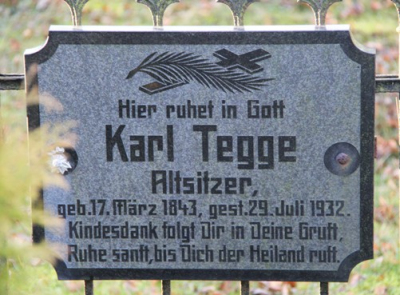 Hier ruhet in Gott
Karl Tegge
Altsitzer,
geb. 17. März 1843, gest. 29. Juli 1932.
Kindesdank folgt Dir in Deine Gruft,
Ruhe sanft, bis Dich der Heiland ruft.